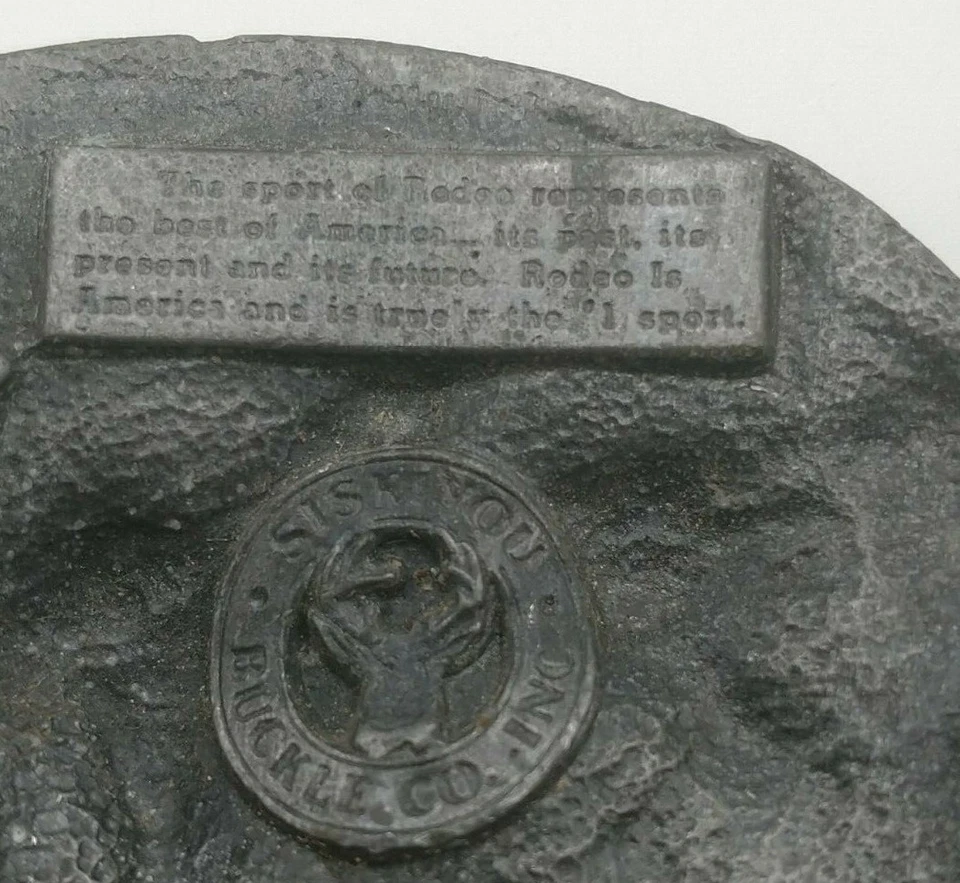 The sport of Rodeo represents
the best of America... its past, its
present and its future. Rodeo Is
America and is truely the #1 sport.
SISKIYOU
BUCKLE CO. INC